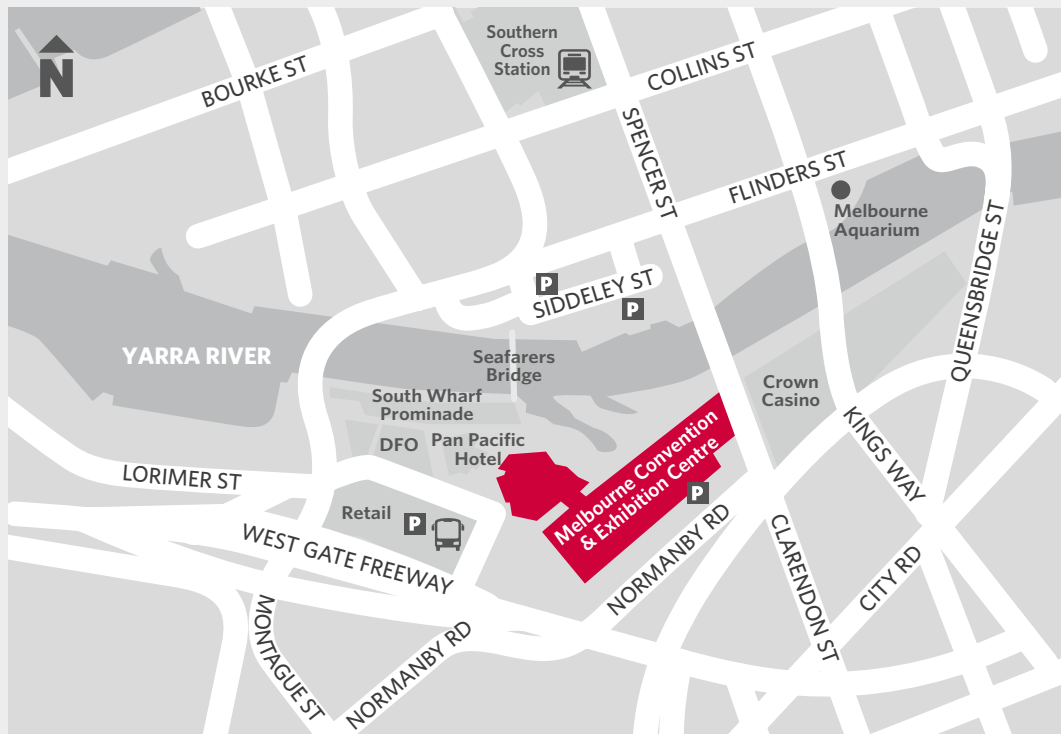 N
Southern
Cross
Station
BOURKE ST
COLLINS ST
SPENCER ST
FLINDERS ST
Melbourne
Aquarium
QUEENSBRIDGE ST
P
SIDDELEY ST
P
YARRA RIVER
Seafarers
Bridge
Crown
Casino
South Wharf
Prominade
DFO
Pan Pacific
Hotel
KINGS WAY
Melbourne Convention
& Exhibition Centre
LORIMER ST
P
Retail
P
WEST GATE FREEWAY
NORMANBY RD
CLARENDON ST
CITY RD
MONTAGUE ST
NORMANBY RD